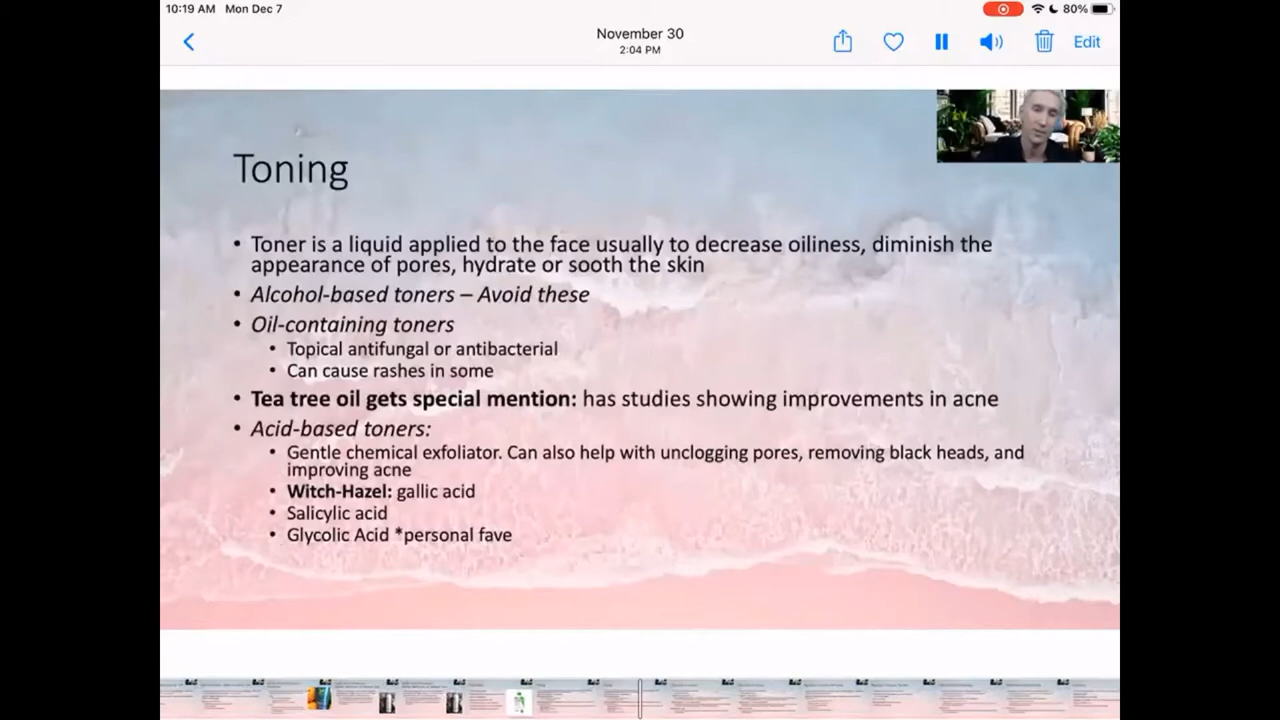 10:19 AM Mon Dec 7
80%
November 30
2:04 PM
Edit
Toning
• Toner is a liquid applied to the face usually to decrease oiliness, diminish the
appearance of pores, hydrate or sooth the skin
• Alcohol-based toners – Avoid these
• Oil-containing toners
• Topical antifungal or antibacterial
• Can cause rashes in some
• Tea tree oil gets special mention: has studies showing improvements in acne
• Acid-based toners:
• Gentle chemical exfoliator. Can also help with unclogging pores, removing black heads, and
improving acne
• Witch-Hazel: gallic acid
• Salicylic acid
• Glycolic Acid *personal fave